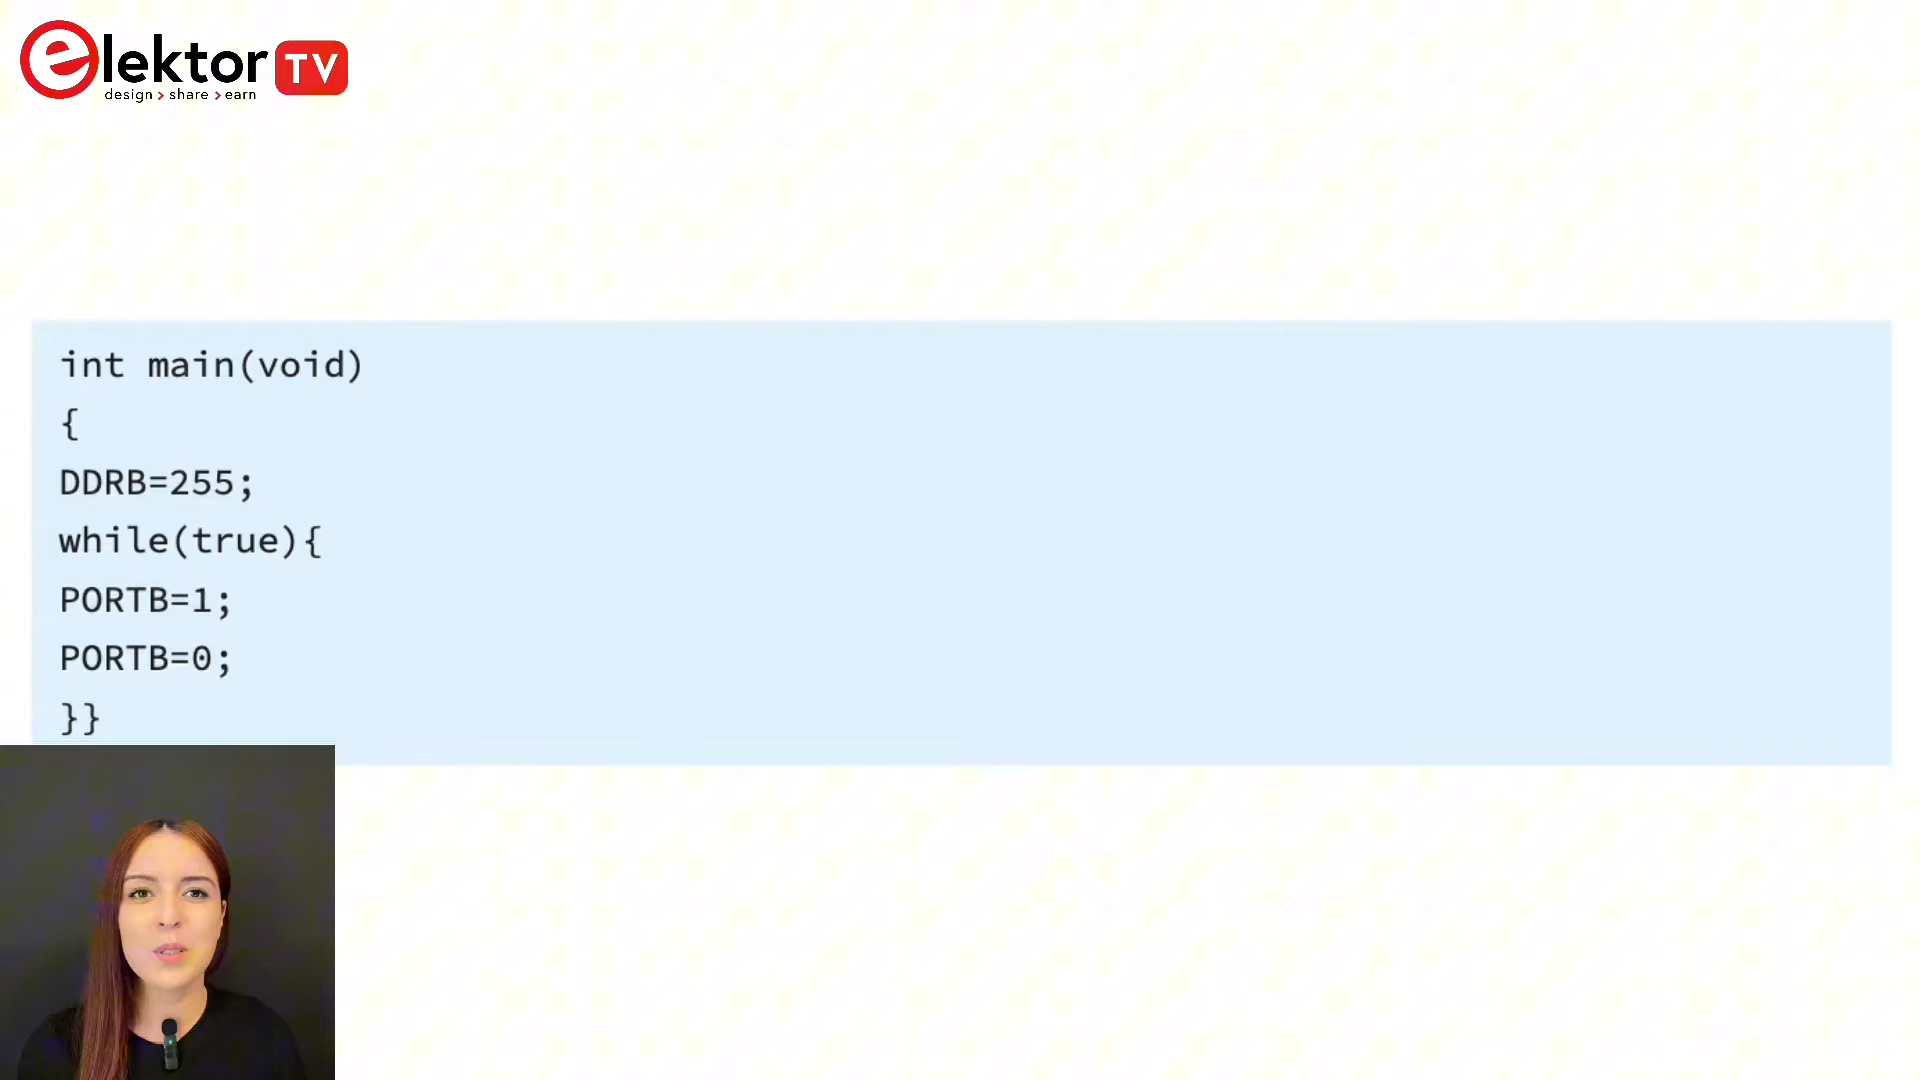 elektor TV
design > share > earn
int main(void)
{
DDRB=255;
while(true){
PORTB=1;
PORTB=0;
}}